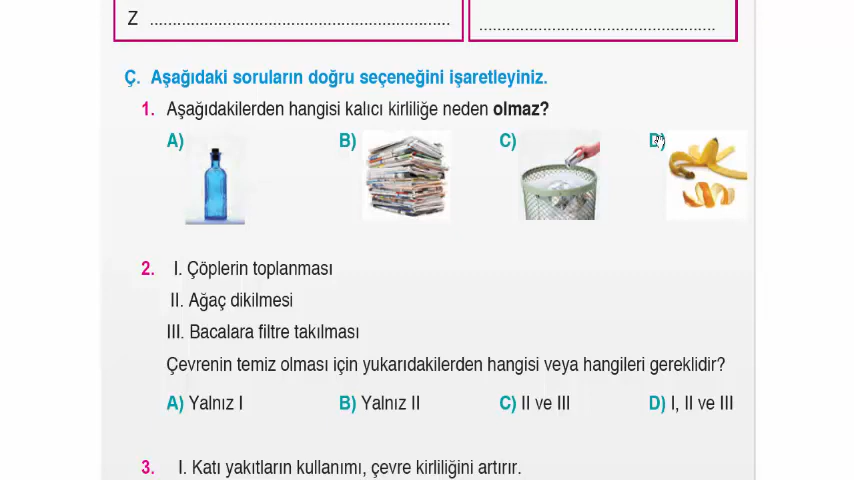 Z ..................................................................
....................................................
Ç. Aşağıdaki soruların doğru seçeneğini işaretleyiniz.
1. Aşağıdakilerden hangisi kalıcı kirliliğe neden olmaz?
A) B) C) D)
2. I. Çöplerin toplanması
II. Ağaç dikilmesi
III. Bacalara filtre takılması
Çevrenin temiz olması için yukarıdakilerden hangisi veya hangileri gereklidir?
A) Yalnız I B) Yalnız II C) II ve III D) I, II ve III
3. I. Katı yakıtların kullanımı, çevre kirliliğini artırır.